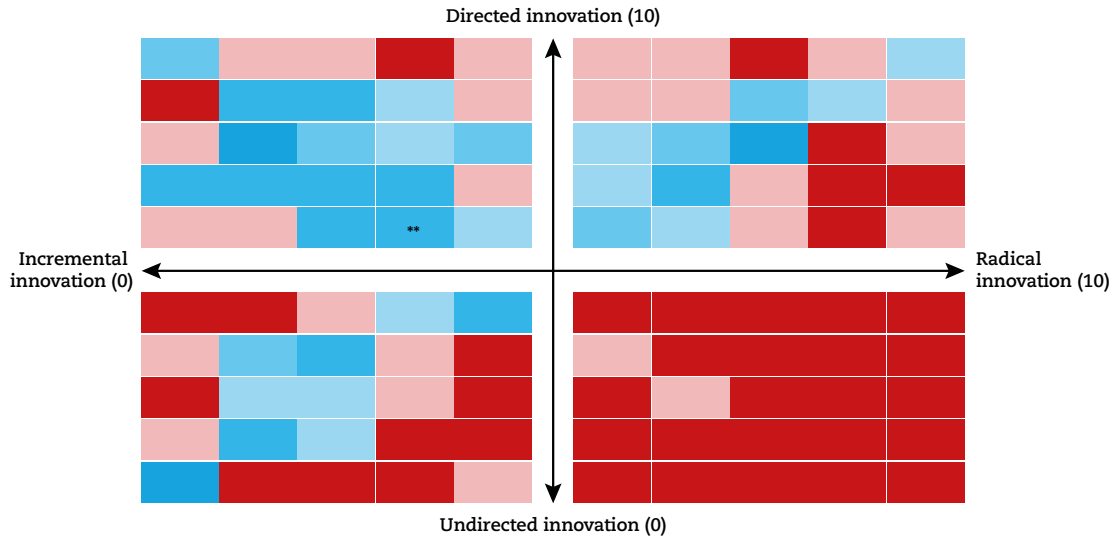 Directed innovation (10)
**
Incremental
innovation (0)
Radical
innovation (10)
Undirected innovation (0)